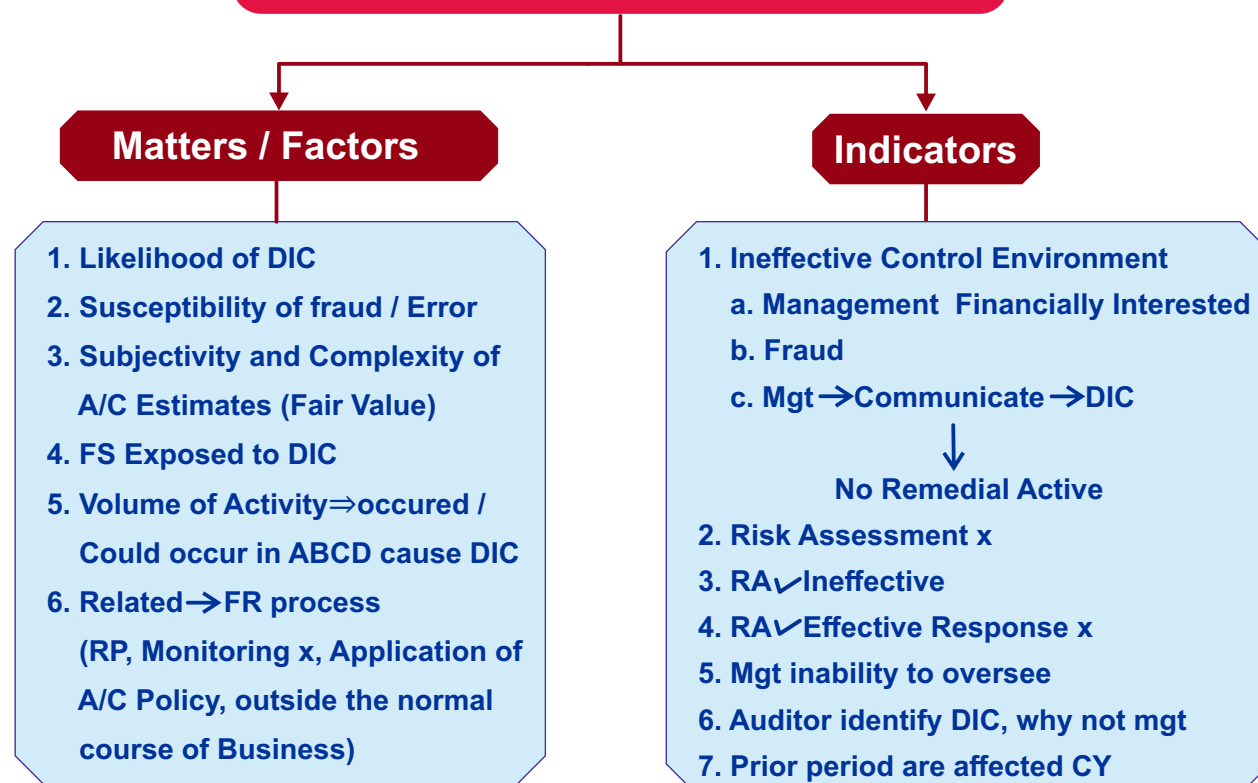 Matters / Factors
1. Likelihood of DIC
2. Susceptibility of fraud / Error
3. Subjectivity and Complexity of
A/C Estimates (Fair Value)
4. FS Exposed to DIC
5. Volume of Activity⇒occured /
Could occur in ABCD cause DIC
6. Related→FR process
(RP, Monitoring x, Application of
A/C Policy, outside the normal
course of Business)
Indicators
1. Ineffective Control Environment
a. Management Financially Interested
b. Fraud
c. Mgt→Communicate→DIC
↓
No Remedial Active
2. Risk Assessment x
3. RA✓Ineffective
4. RA✓Effective Response x
5. Mgt inability to oversee
6. Auditor identify DIC, why not mgt
7. Prior period are affected CY